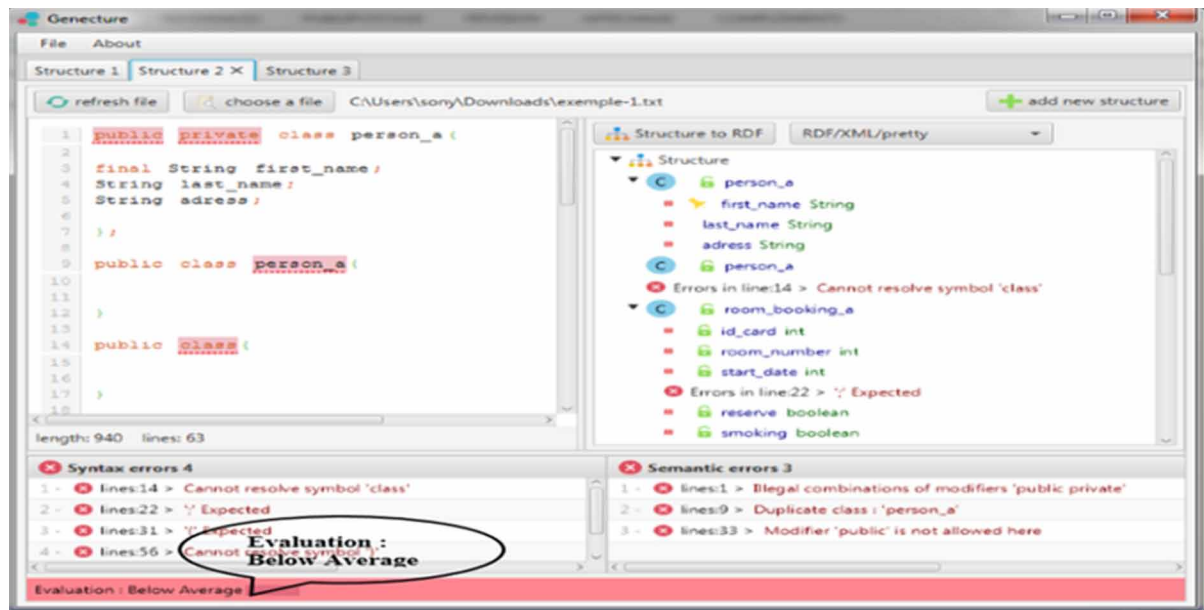 Genecture
File About
Structure 1 Structure 2 × Structure 3
refresh file choose a file C:\Users\sony\Downloads\exemple-1.txt add new structure
1 public private class person_a{
2
3 final String first_name;
4 String last_name;
5 String adress;
6
7 };
8
9 public class person_a{
10
11
12 }
13
14 public class{
15
16
17 }
18
length: 940 lines: 63
Structure to RDF RDF/XML/pretty
Structure
C person_a
first_name String
last_name String
adress String
C person_a
Errors in line:14 > Cannot resolve symbol 'class'
C room_booking_a
id_card int
room_number int
start_date int
Errors in line:22 > ';' Expected
reserve boolean
smoking boolean
Syntax errors 4
1 - lines:14 > Cannot resolve symbol 'class'
2 - lines:22 > ';' Expected
3 - lines:31 > '(' Expected
4 - lines:56 > Cannot resolve symbol '}'
Semantic errors 3
1 - lines:1 > Illegal combinations of modifiers 'public private'
2 - lines:9 > Duplicate class : 'person_a'
3 - lines:33 > Modifier 'public' is not allowed here
Evaluation :
Below Average
Evaluation : Below Average